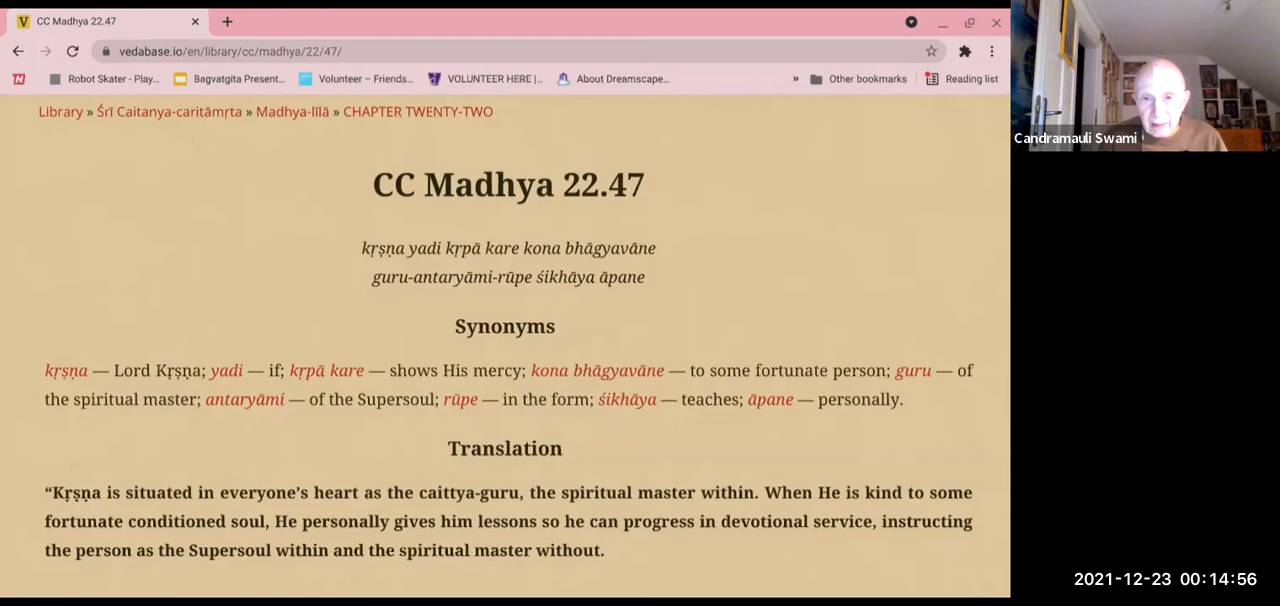 CC Madhya 22.47
vedabase.io/en/library/cc/madhya/22/47/
Robot Skater - Play... Bagvatgita Present... Volunteer – Friends... VOLUNTEER HERE |... About Dreamscape... » Other bookmarks Reading list
Library » Śrī Caitanya-caritāmṛta » Madhya-līlā » CHAPTER TWENTY-TWO
Candramauli Swami
CC Madhya 22.47
kṛṣṇa yadi kṛpā kare kona bhāgyavāne
guru-antaryāmi-rūpe śikhāya āpane
Synonyms
kṛṣṇa — Lord Kṛṣṇa; yadi — if; kṛpā kare — shows His mercy; kona bhāgyavāne — to some fortunate person; guru — of
the spiritual master; antaryāmi — of the Supersoul; rūpe — in the form; śikhāya — teaches; āpane — personally.
Translation
“Kṛṣṇa is situated in everyone’s heart as the caittya-guru, the spiritual master within. When He is kind to some
fortunate conditioned soul, He personally gives him lessons so he can progress in devotional service, instructing
the person as the Supersoul within and the spiritual master without.
2021-12-23 00:14:56